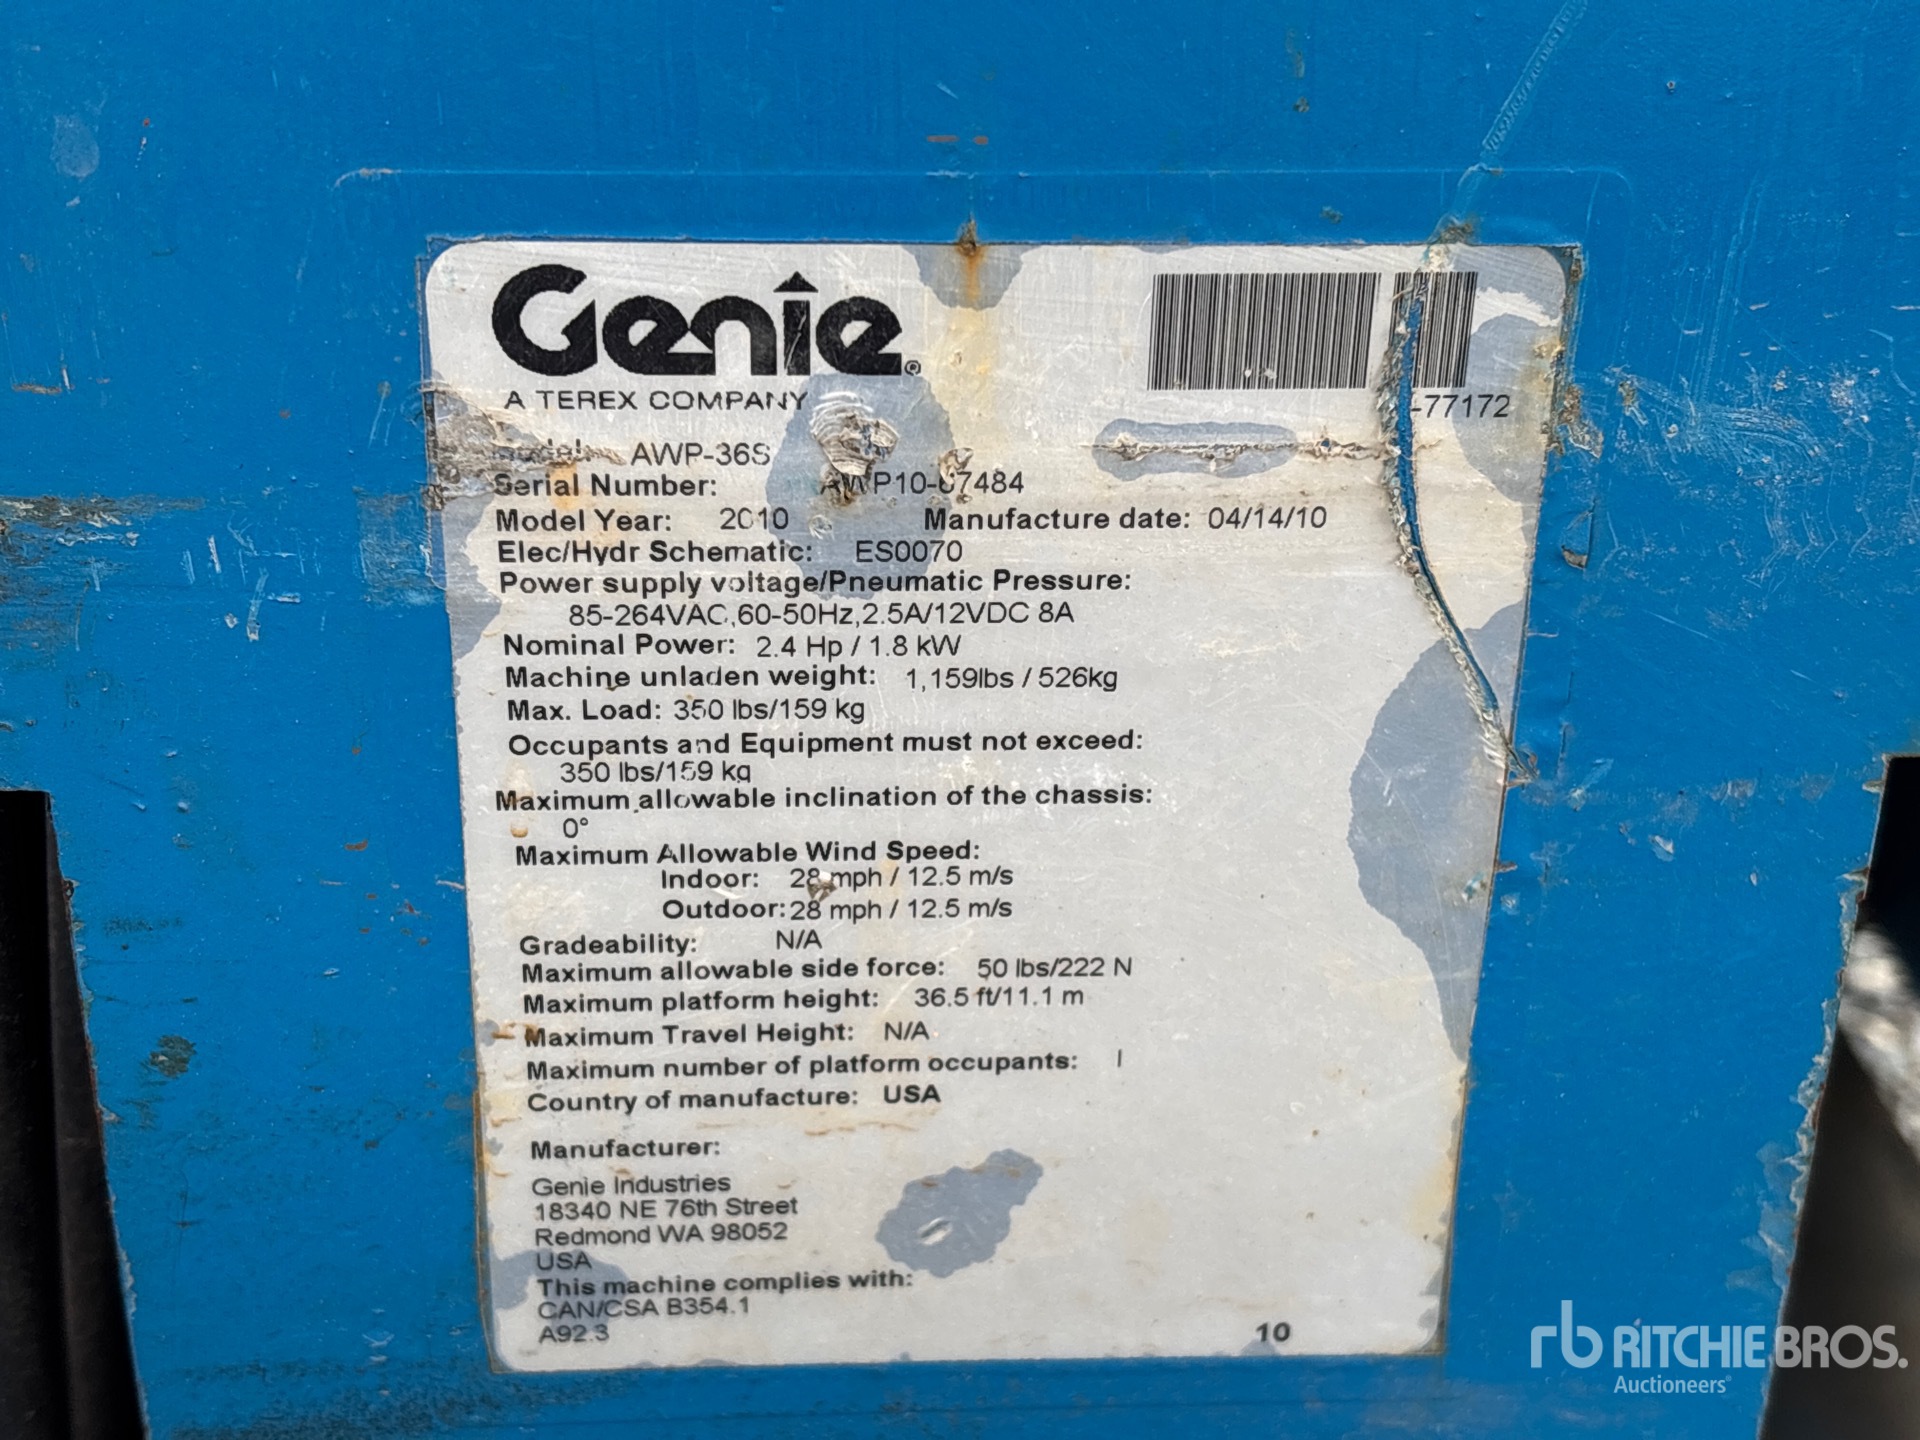 Genie®
A TEREX COMPANY
-77172
Model: AWP-36S
Serial Number: AWP10-67484
Model Year: 2010 Manufacture date: 04/14/10
Elec/Hydr Schematic: ES0070
Power supply voltage/Pneumatic Pressure:
85-264VAC,60-50Hz,2.5A/12VDC 8A
Nominal Power: 2.4 Hp / 1.8 kW
Machine unladen weight: 1,159lbs / 526kg
Max. Load: 350 lbs/159 kg
Occupants and Equipment must not exceed:
350 lbs/159 kg
Maximum allowable inclination of the chassis:
0°
Maximum Allowable Wind Speed:
Indoor: 28 mph / 12.5 m/s
Outdoor: 28 mph / 12.5 m/s
Gradeability: N/A
Maximum allowable side force: 50 lbs/222 N
Maximum platform height: 36.5 ft/11.1 m
Maximum Travel Height: N/A
Maximum number of platform occupants: 1
Country of manufacture: USA
Manufacturer:
Genie Industries
18340 NE 76th Street
Redmond WA 98052
USA
This machine complies with:
CAN/CSA B354.1
A92.3
10
rb RITCHIE BROS.
Auctioneers®